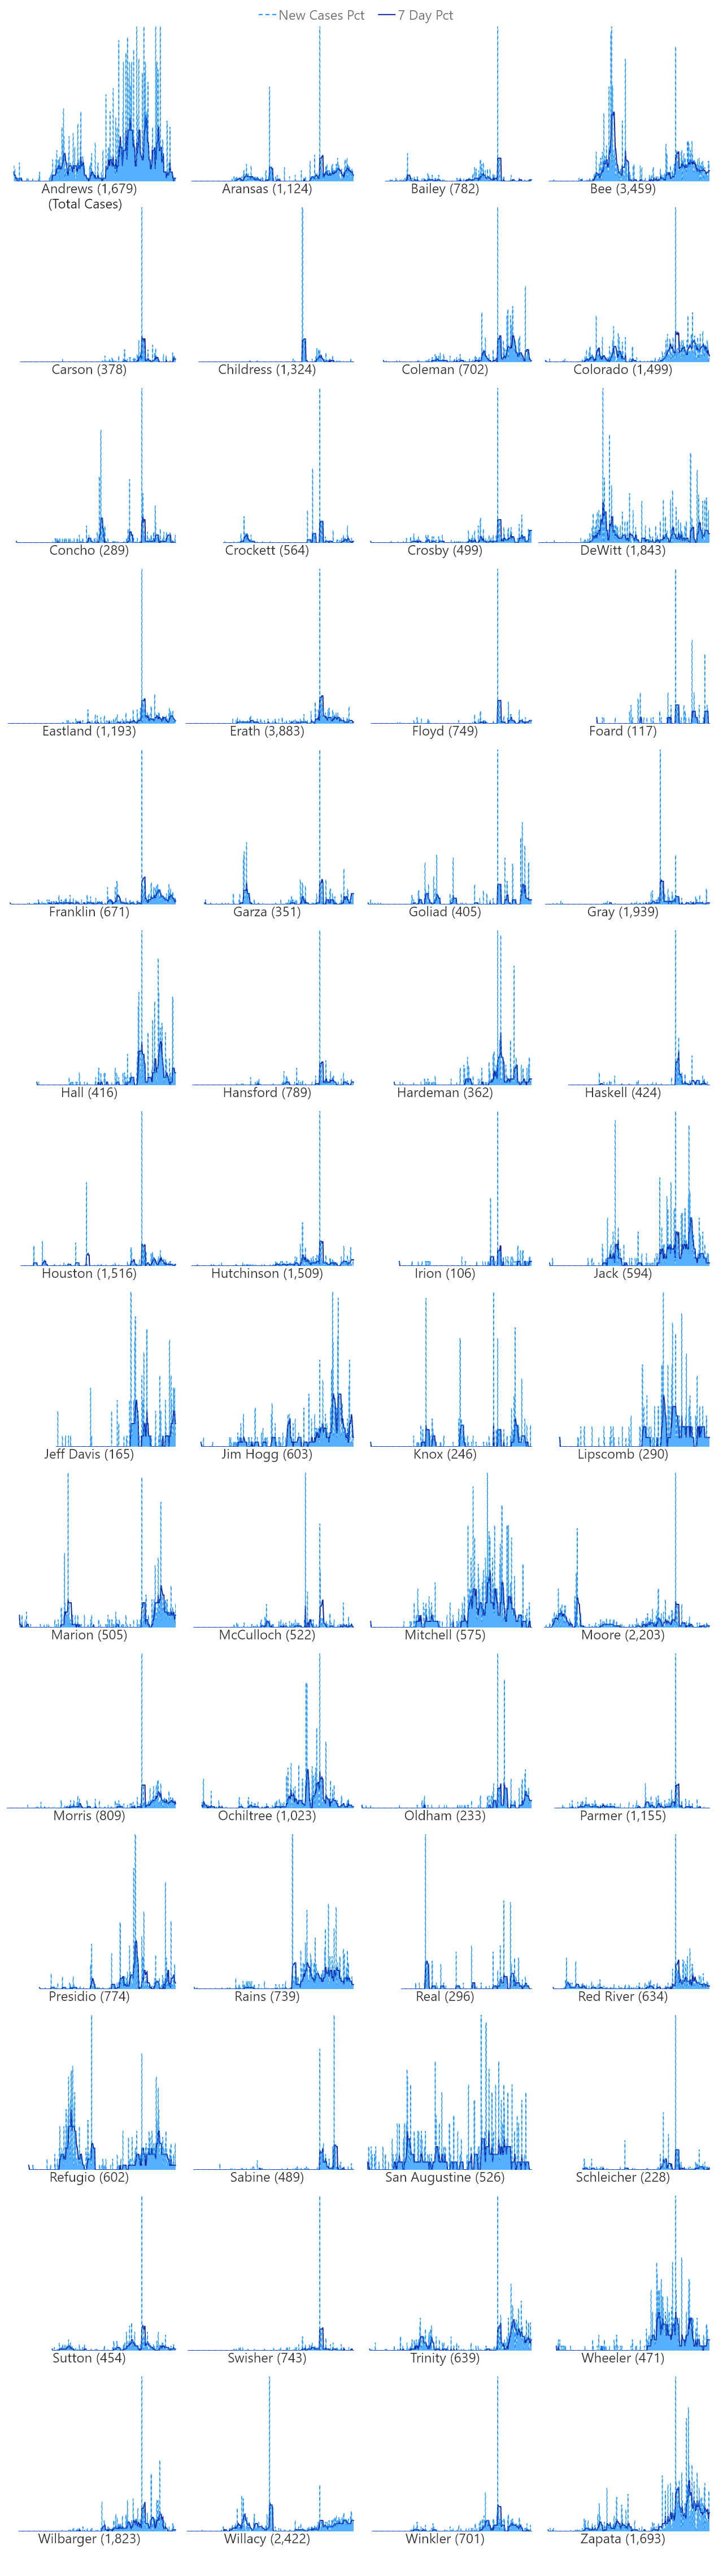 New Cases Pct 7 Day Pct
Andrews (1,679) Aransas (1,124) Bailey (782) Bee (3,459)
(Total Cases)
Carson (378) Childress (1,324) Coleman (702) Colorado (1,499)
Concho (289) Crockett (564) Crosby (499) DeWitt (1,843)
Eastland (1,193) Erath (3,883) Floyd (749) Foard (117)
Franklin (671) Garza (351) Goliad (405) Gray (1,939)
Hall (416) Hansford (789) Hardeman (362) Haskell (424)
Houston (1,516) Hutchinson (1,509) Irion (106) Jack (594)
Jeff Davis (165) Jim Hogg (603) Knox (246) Lipscomb (290)
Marion (505) McCulloch (522) Mitchell (575) Moore (2,203)
Morris (809) Ochiltree (1,023) Oldham (233) Parmer (1,155)
Presidio (774) Rains (739) Real (296) Red River (634)
Refugio (602) Sabine (489) San Augustine (526) Schleicher (228)
Sutton (454) Swisher (743) Trinity (639) Wheeler (471)
Wilbarger (1,823) Willacy (2,422) Winkler (701) Zapata (1,693)